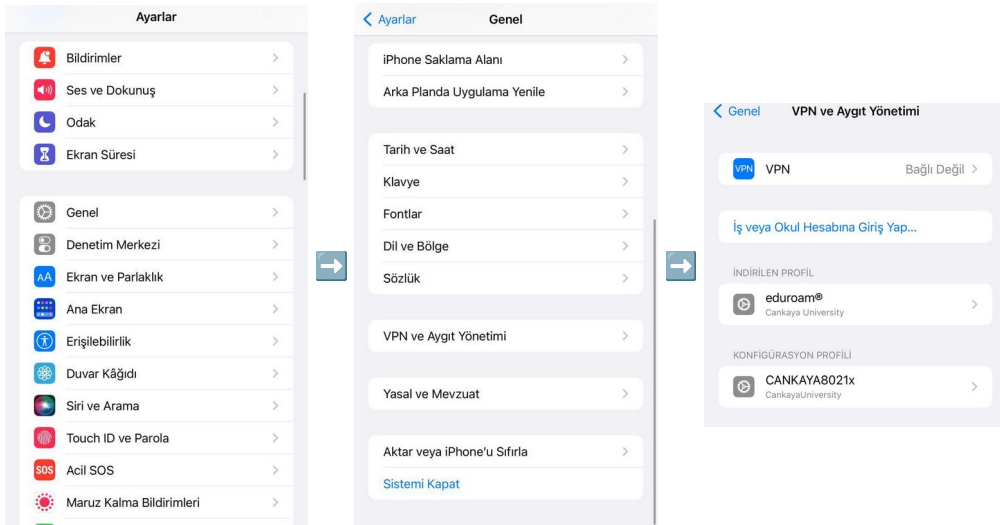 Ayarlar
Bildirimler
Ses ve Dokunuş
Odak
Ekran Süresi
Genel
Denetim Merkezi
AA Ekran ve Parlaklık
Ana Ekran
Erişilebilirlik
Duvar Kâğıdı
Siri ve Arama
Touch ID ve Parola
SOS Acil SOS
Maruz Kalma Bildirimleri
Ayarlar Genel
iPhone Saklama Alanı
Arka Planda Uygulama Yenile
Tarih ve Saat
Klavye
Fontlar
Dil ve Bölge
Sözlük
VPN ve Aygıt Yönetimi
Yasal ve Mevzuat
Aktar veya iPhone'u Sıfırla
Sistemi Kapat
Genel VPN ve Aygıt Yönetimi
VPN VPN Bağlı Değil
İş veya Okul Hesabına Giriş Yap...
İNDİRİLEN PROFİL
eduroam®
Cankaya University
KONFİGÜRASYON PROFİLİ
CANKAYA8021x
CankayaUniversity